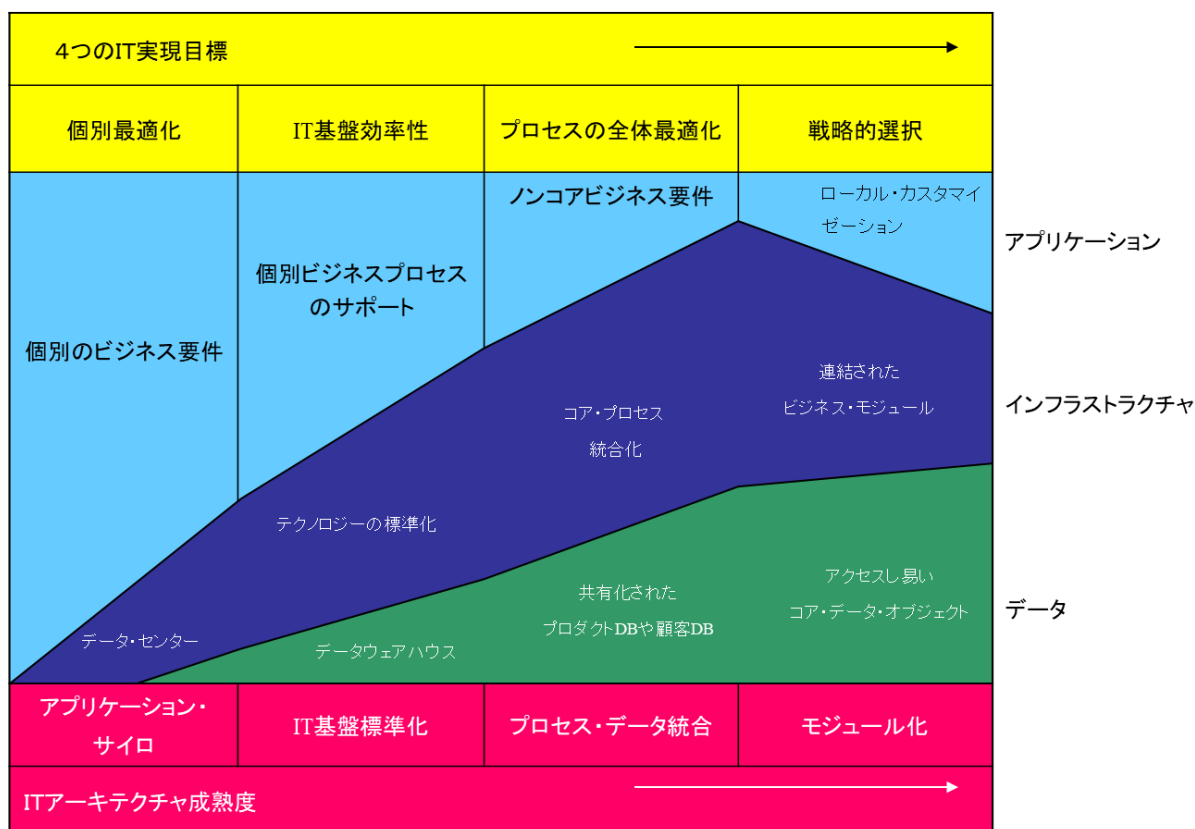 4つのIT実現目標
個別最適化
IT基盤効率性
プロセスの全体最適化
戦略的選択
ノンコアビジネス要件
ローカル・カスタマイ
ゼーション
アプリケーション
個別ビジネスプロセス
のサポート
個別のビジネス要件
連結された
ビジネス・モジュール
インフラストラクチャ
コア・プロセス
統合化
テクノロジーの標準化
アクセスし易い
コア・データ・オブジェクト
データ
共有化された
プロダクトDBや顧客DB
データ・センター
データウェアハウス
アプリケーション・
サイロ
IT基盤標準化
プロセス・データ統合
モジュール化
ITアーキテクチャ成熟度